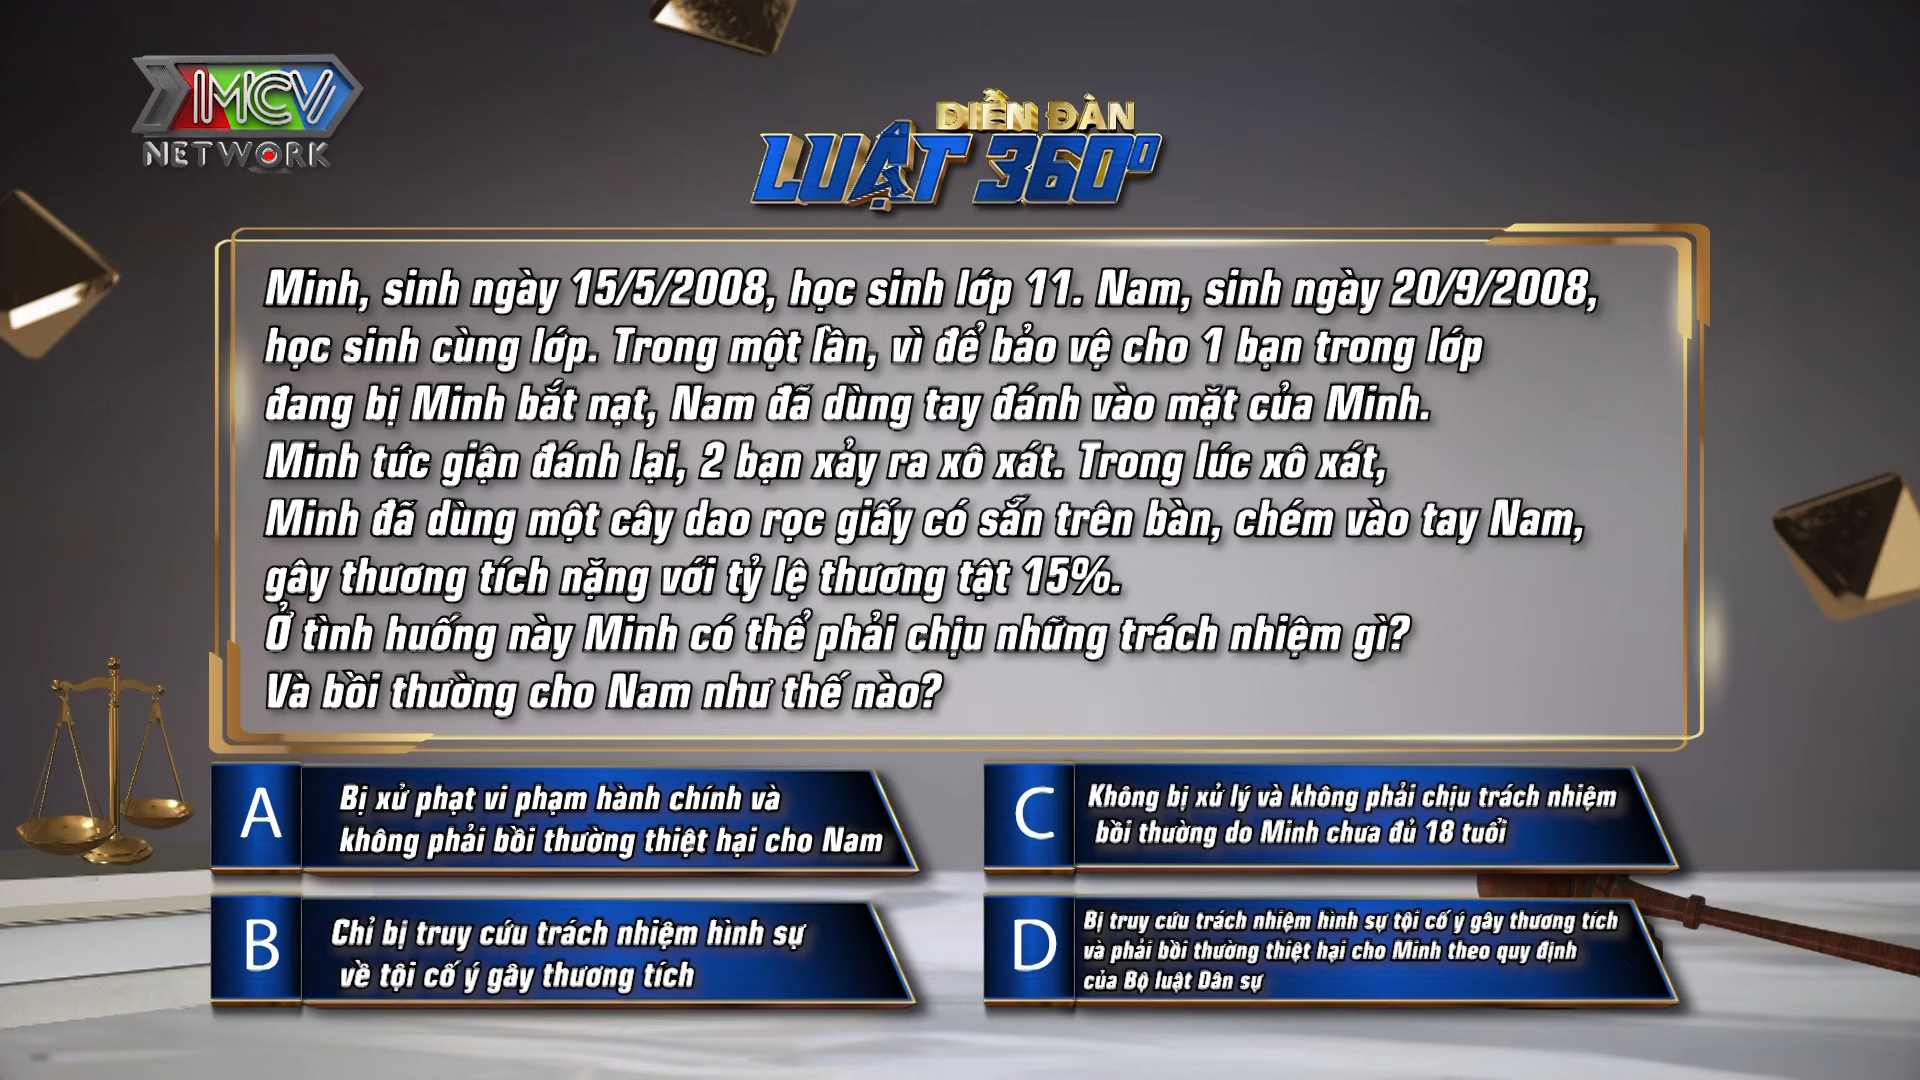 MCV
NETWORK
DIỄN ĐÀN
LUẬT 360º
Minh, sinh ngày 15/5/2008, học sinh lớp 11. Nam, sinh ngày 20/9/2008,
học sinh cùng lớp. Trong một lần, vì để bảo vệ cho 1 bạn trong lớp
đang bị Minh bắt nạt, Nam đã dùng tay đánh vào mặt của Minh.
Minh tức giận đánh lại, 2 bạn xảy ra xô xát. Trong lúc xô xát,
Minh đã dùng một cây dao rọc giấy có sẵn trên bàn, chém vào tay Nam,
gây thương tích nặng với tỷ lệ thương tật 15%.
Ở tình huống này Minh có thể phải chịu những trách nhiệm gì?
Và bồi thường cho Nam như thế nào?
A
Bị xử phạt vi phạm hành chính và
không phải bồi thường thiệt hại cho Nam
B
Chỉ bị truy cứu trách nhiệm hình sự
về tội cố ý gây thương tích
C
Không bị xử lý và không phải chịu trách nhiệm
bồi thường do Minh chưa đủ 18 tuổi
D
Bị truy cứu trách nhiệm hình sự tội cố ý gây thương tích
và phải bồi thường thiệt hại cho Minh theo quy định
của Bộ luật Dân sự